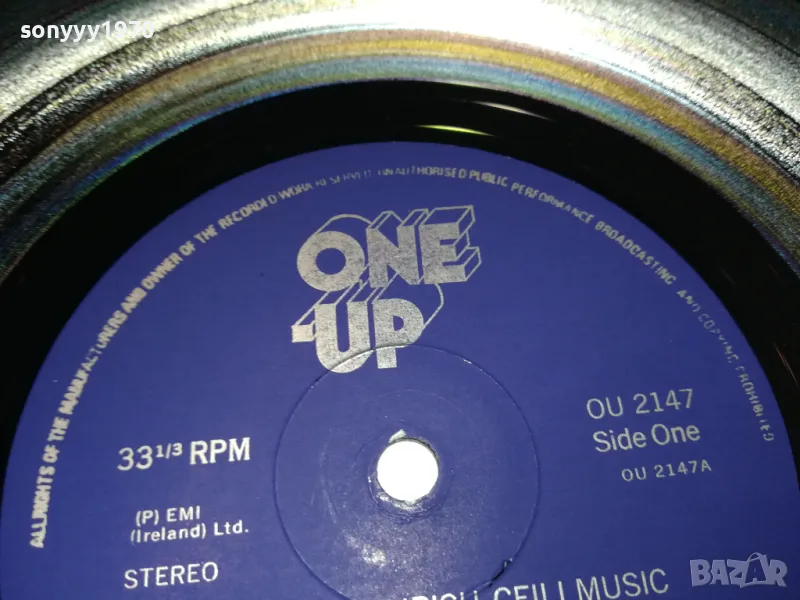 sonyyy1975
ALL RIGHTS OF THE MANUFACTURERS AND OWNER OF THE RECORDED WORK RESERVED UNAUTHORISED PUBLIC PERFORMANCE BROADCASTING AND COPYING PROHIBITED
ONE
-UP
OU 2147
Side One
OU 2147A
33 1/3 RPM
(P) EMI
(Ireland) Ltd.
STEREO
IRISH CEILI MUSIC
BAZAR